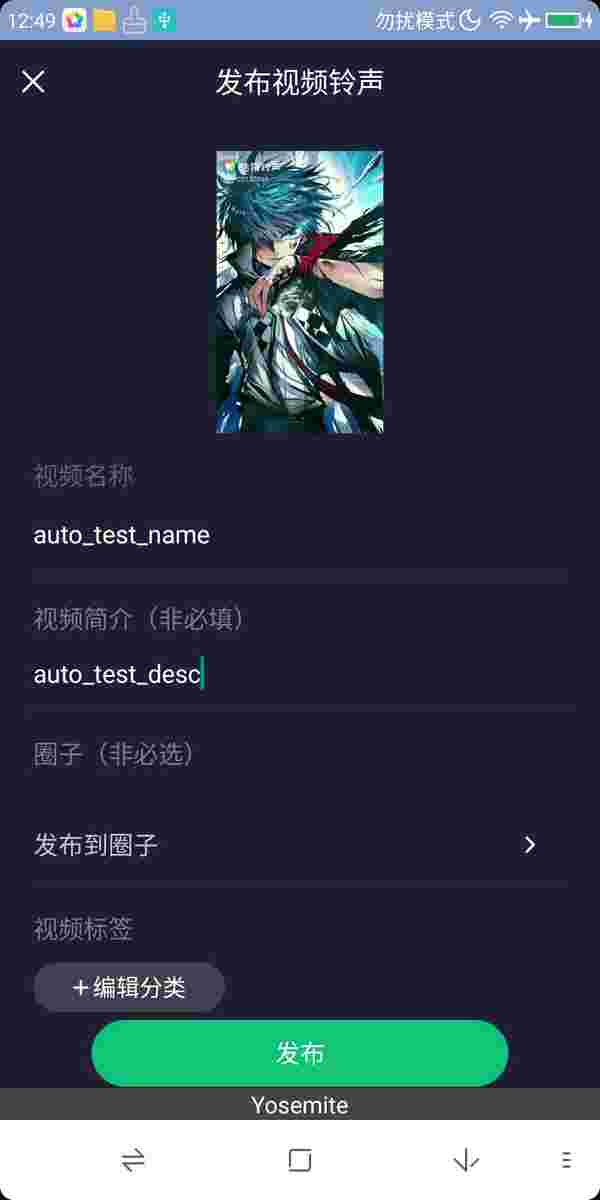 12:49
勿扰模式
发布视频铃声
视频名称
auto_test_name
视频简介（非必填）
auto_test_desc
圈子（非必选）
发布到圈子
视频标签
+编辑分类
发布
Yosemite